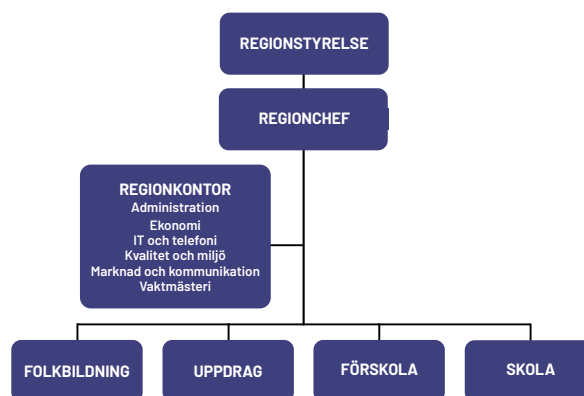 REGIONSTYRELSE
REGIONCHEF
REGIONKONTOR
Administration
Ekonomi
IT och telefoni
Kvalitet och miljö
Marknad och kommunikation
Vaktmästeri
FOLKBILDNING
UPPDRAG
FÖRSKOLA
SKOLA